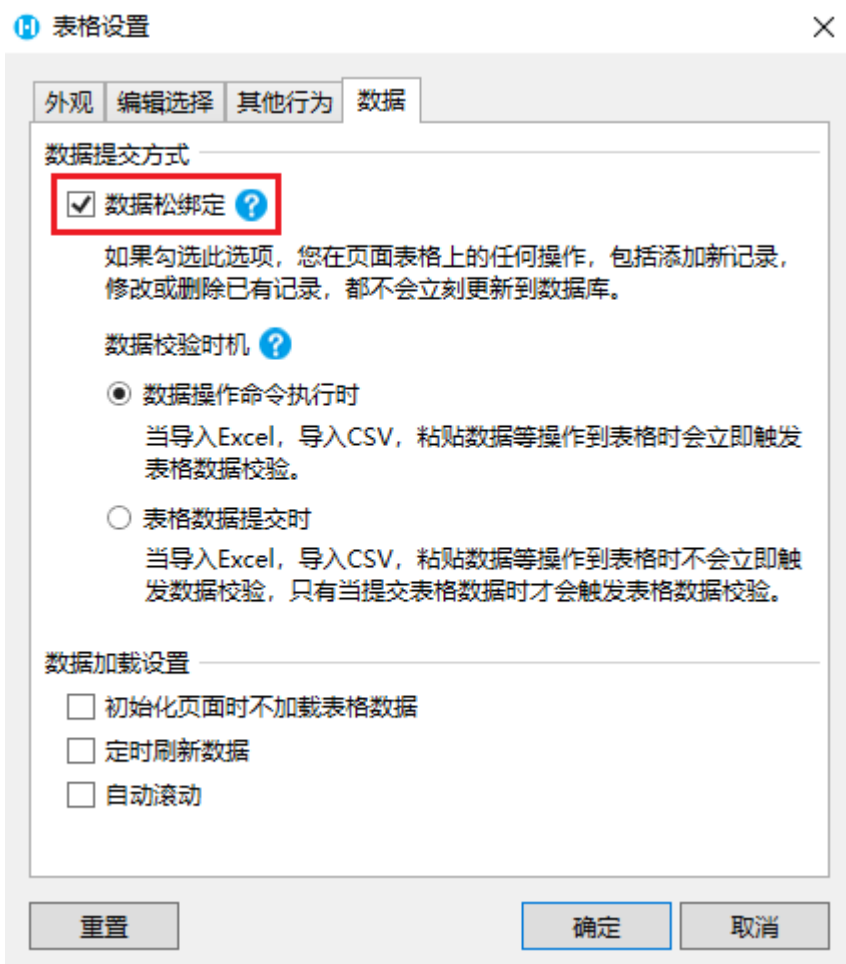 表格设置
外观 编辑选择 其他行为 数据
数据提交方式
数据松绑定 ?
如果勾选此选项，您在页面表格上的任何操作，包括添加新记录，
修改或删除已有记录，都不会立刻更新到数据库。
数据校验时机 ?
数据操作命令执行时
当导入Excel，导入CSV，粘贴数据等操作到表格时会立即触发
表格数据校验。
表格数据提交时
当导入Excel，导入CSV，粘贴数据等操作到表格时不会立即触
发数据校验，只有当提交表格数据时才会触发表格数据校验。
数据加载设置
初始化页面时不加载表格数据
定时刷新数据
自动滚动
重置 确定 取消